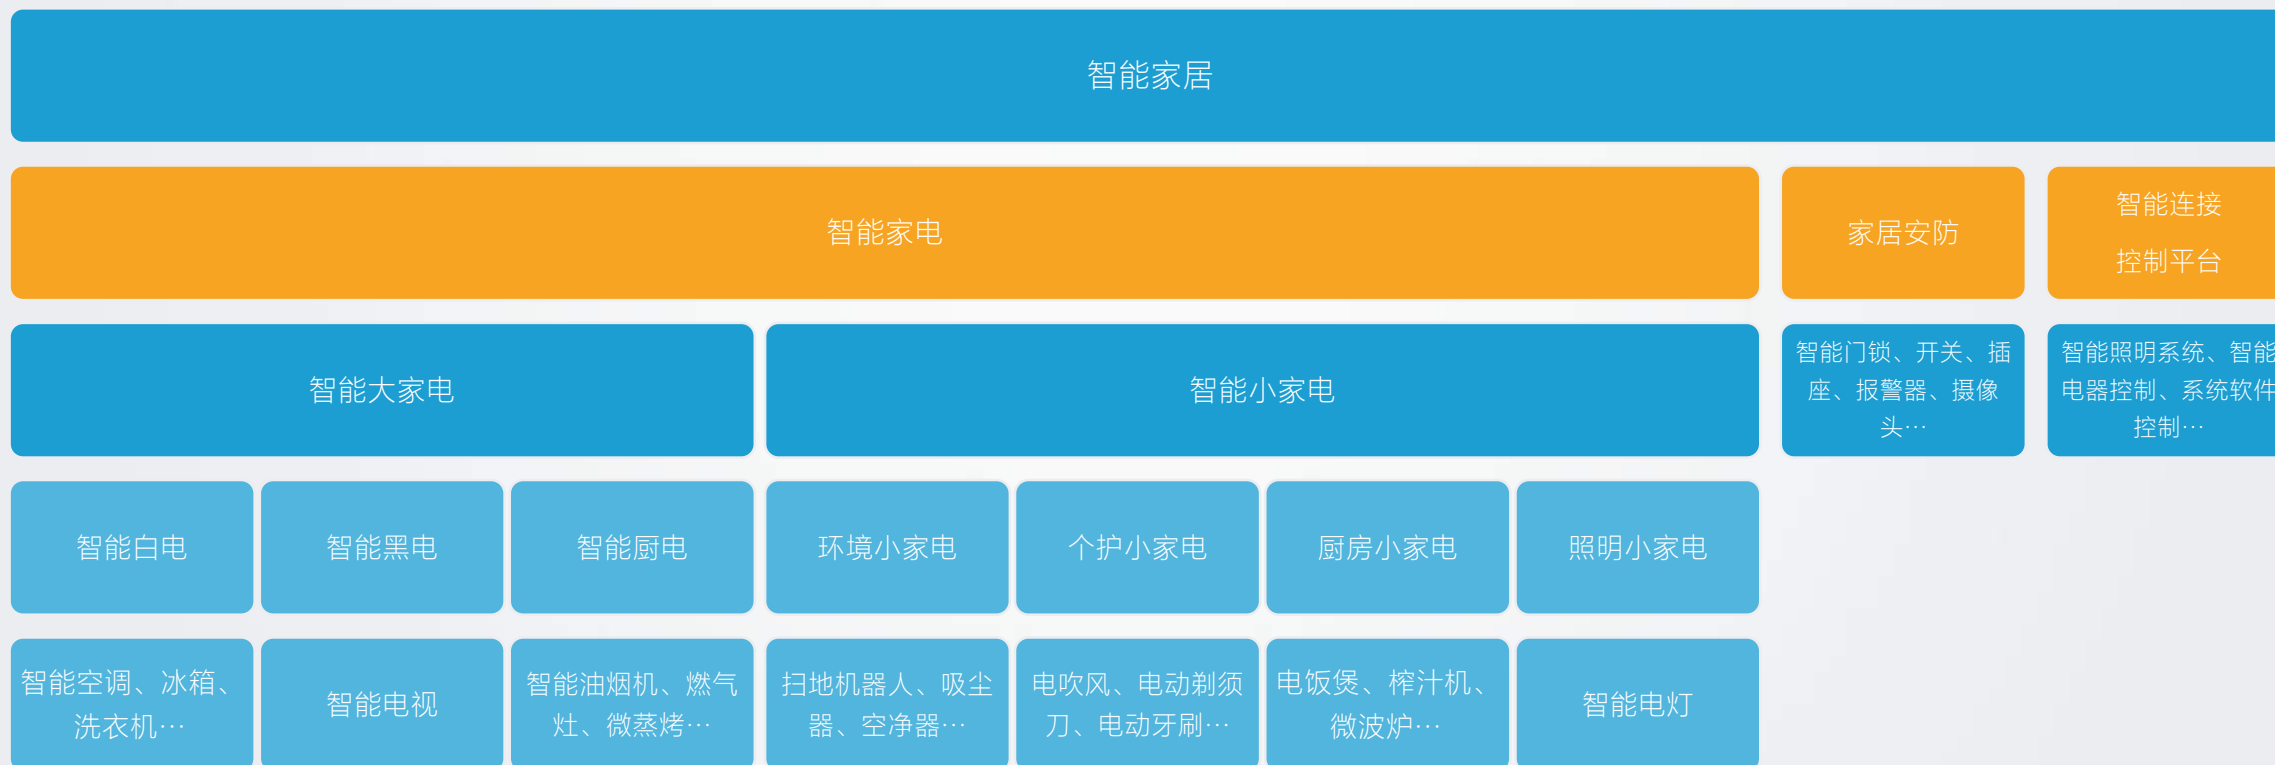 智能家居
智能家电
家居安防
智能连接
控制平台
智能大家电
智能小家电
智能门锁、开关、插
座、报警器、摄像
头…
智能照明系统、智能
电器控制、系统软件
控制…
智能白电
智能黑电
智能厨电
环境小家电
个护小家电
厨房小家电
照明小家电
智能空调、冰箱、
洗衣机…
智能电视
智能油烟机、燃气
灶、微蒸烤…
扫地机器人、吸尘
器、空净器…
电吹风、电动剃须
刀、电动牙刷…
电饭煲、榨汁机、
微波炉…
智能电灯